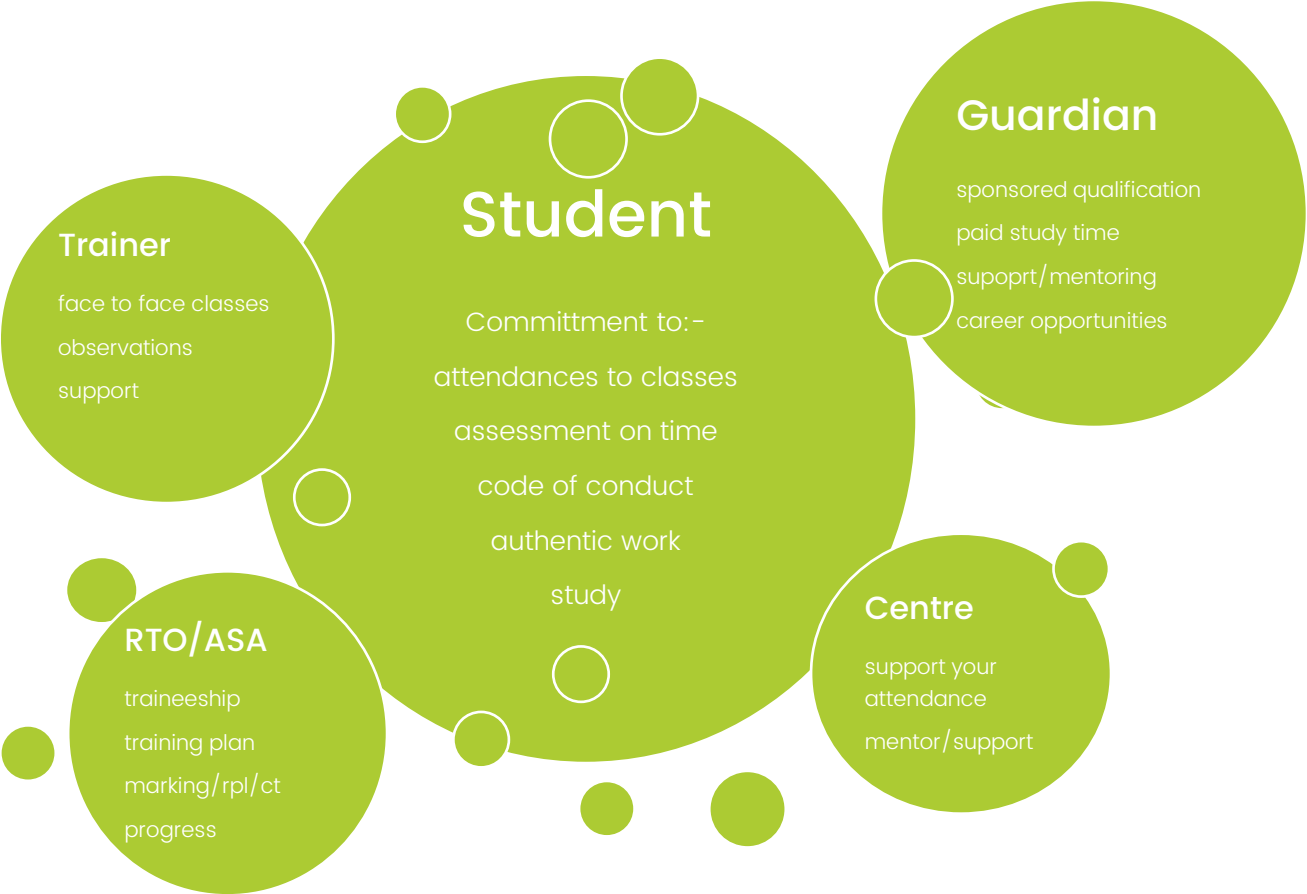 Student
Committment to:-
attendances to classes
assessment on time
code of conduct
authentic work
study
Trainer
face to face classes
observations
support
Guardian
sponsored qualification
paid study time
supoprt/mentoring
career opportunities
RTO/ASA
traineeship
training plan
marking/rpl/ct
progress
Centre
support your
attendance
mentor/support